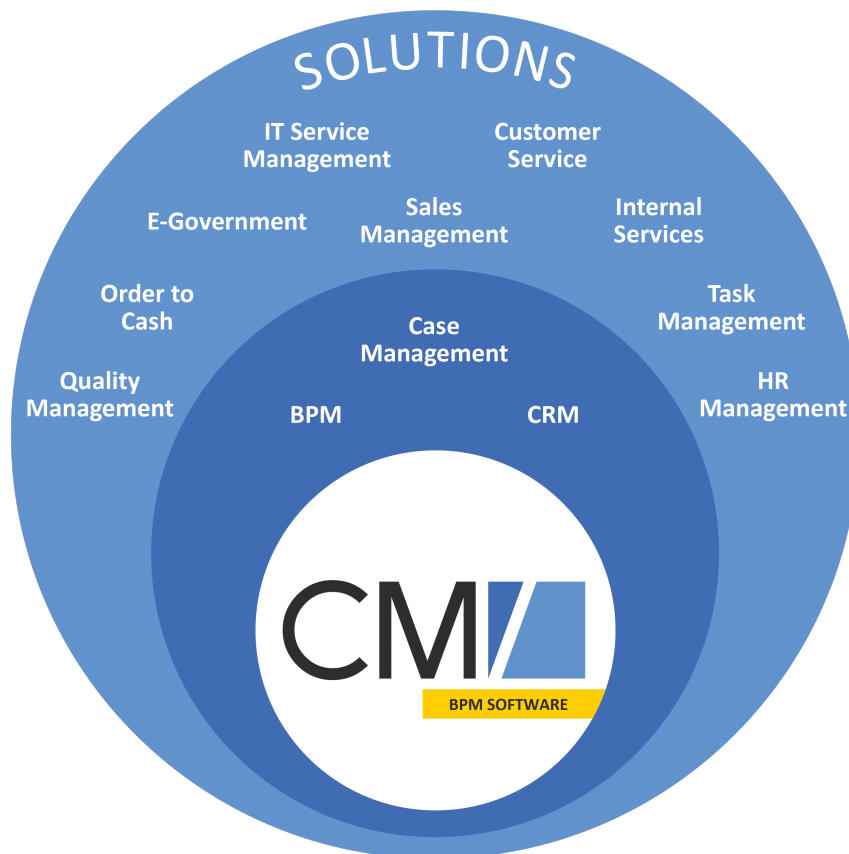 SOLUTIONS
IT Service
Management
Customer
Service
E-Government
Sales
Management
Internal
Services
Order to
Cash
Task
Management
Case
Management
Quality
Management
HR
Management
BPM
CRM
CM
BPM SOFTWARE